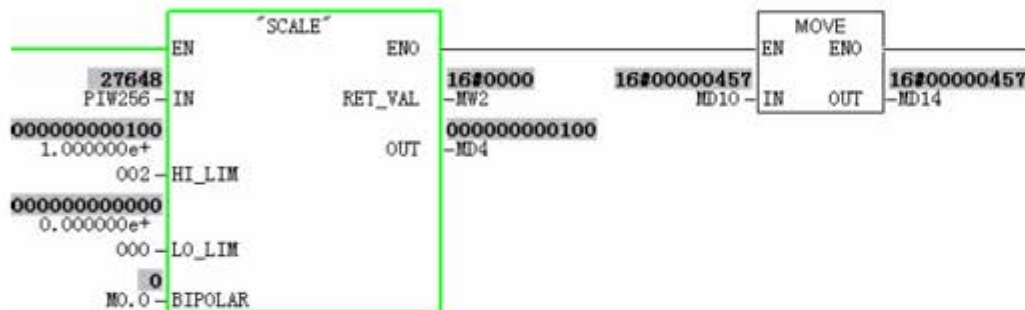 "SCALE"
EN ENO
27648
PIW256 IN
RET_VAL
16#0000
MW2
000000000100
1.000000e+
002 HI_LIM
OUT
000000000100
MD4
000000000000
0.000000e+
000 LO_LIM
0
M0.0 BIPOLAR
MOVE
EN ENO
16#00000457
MD10 IN
OUT
16#00000457
MD14